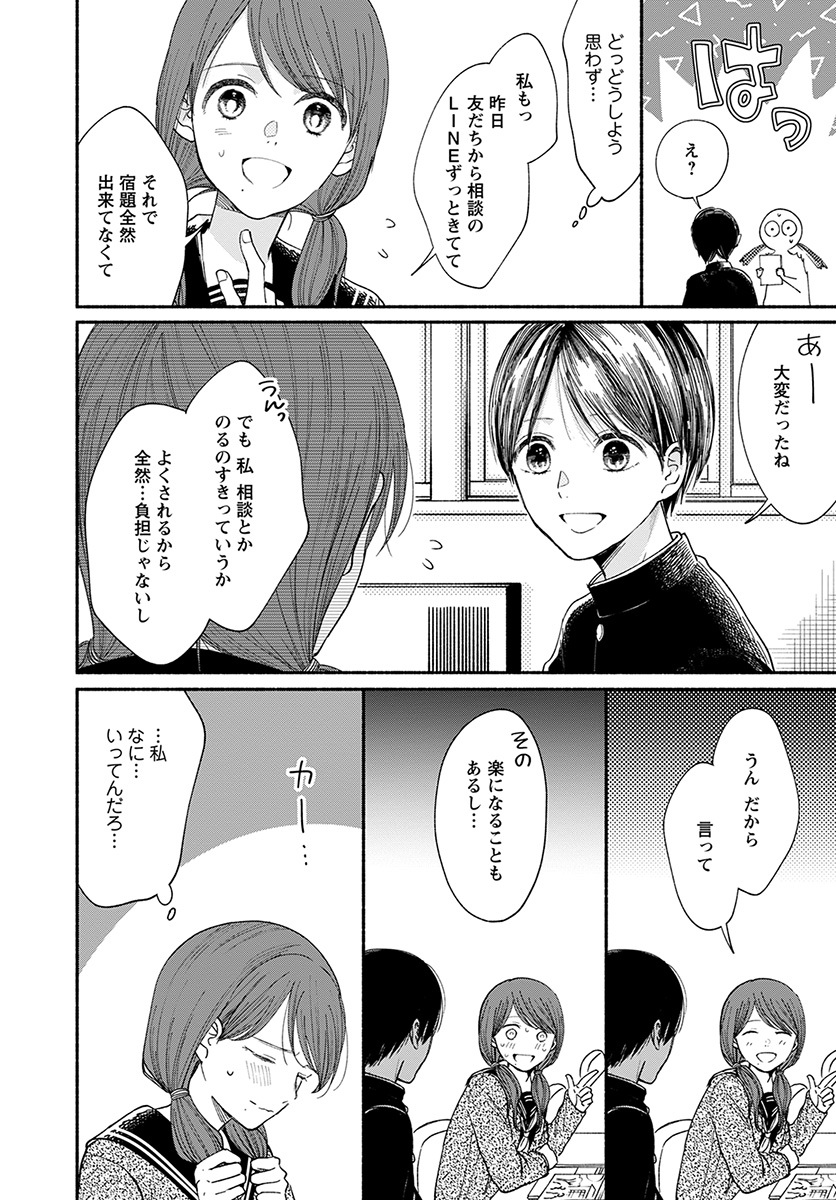 はっ
え?
どっどうしよう
思わず…
私もっ
昨日
友だちから相談の
LINEずっときてて
それで
宿題全然
出来てなくて
あー
大変だったね
うんっ
でも 私 相談とか
のるのすきっていうか
よくされるから
全然…負担じゃないし
うん だから
言って
その
楽になることも
あるし…
カー…
…私
なに…
いってんだろ…